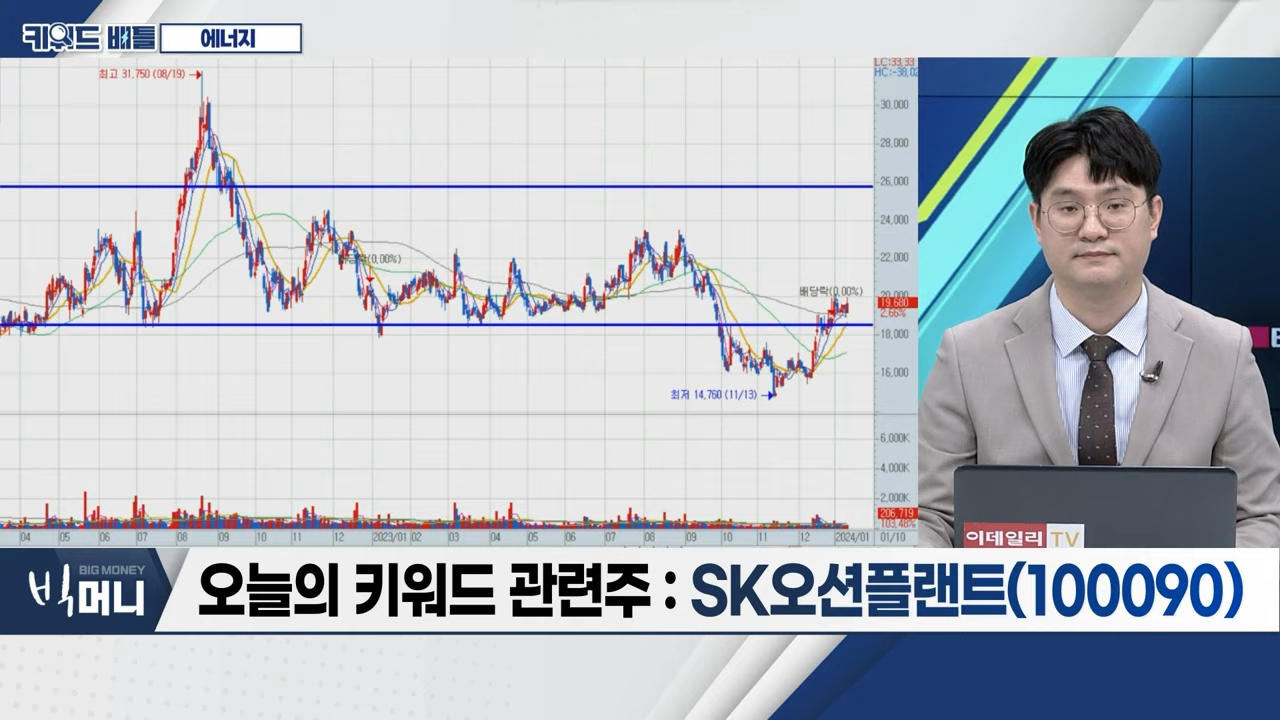 키워드 배틀
에너지
최고 31,750 (08/19)
LC:33,33
HC:-38,02
30,000
28,000
26,000
24,000
22,000
20,000
18,000
16,000
(0,00%)
배당락(0,00%)
19,680
2,66%
최저 14,760 (11/13)
6,000K
4,000K
2,000K
206,719
103,48%
04 05 06 07 08 09 10 11 12 2023/01 02 03 04 05 06 07 08 09 10 11 12 2024/01 01/10
이데일리 TV
BIG MONEY
빅머니
오늘의 키워드 관련주 : SK오션플랜트(100090)